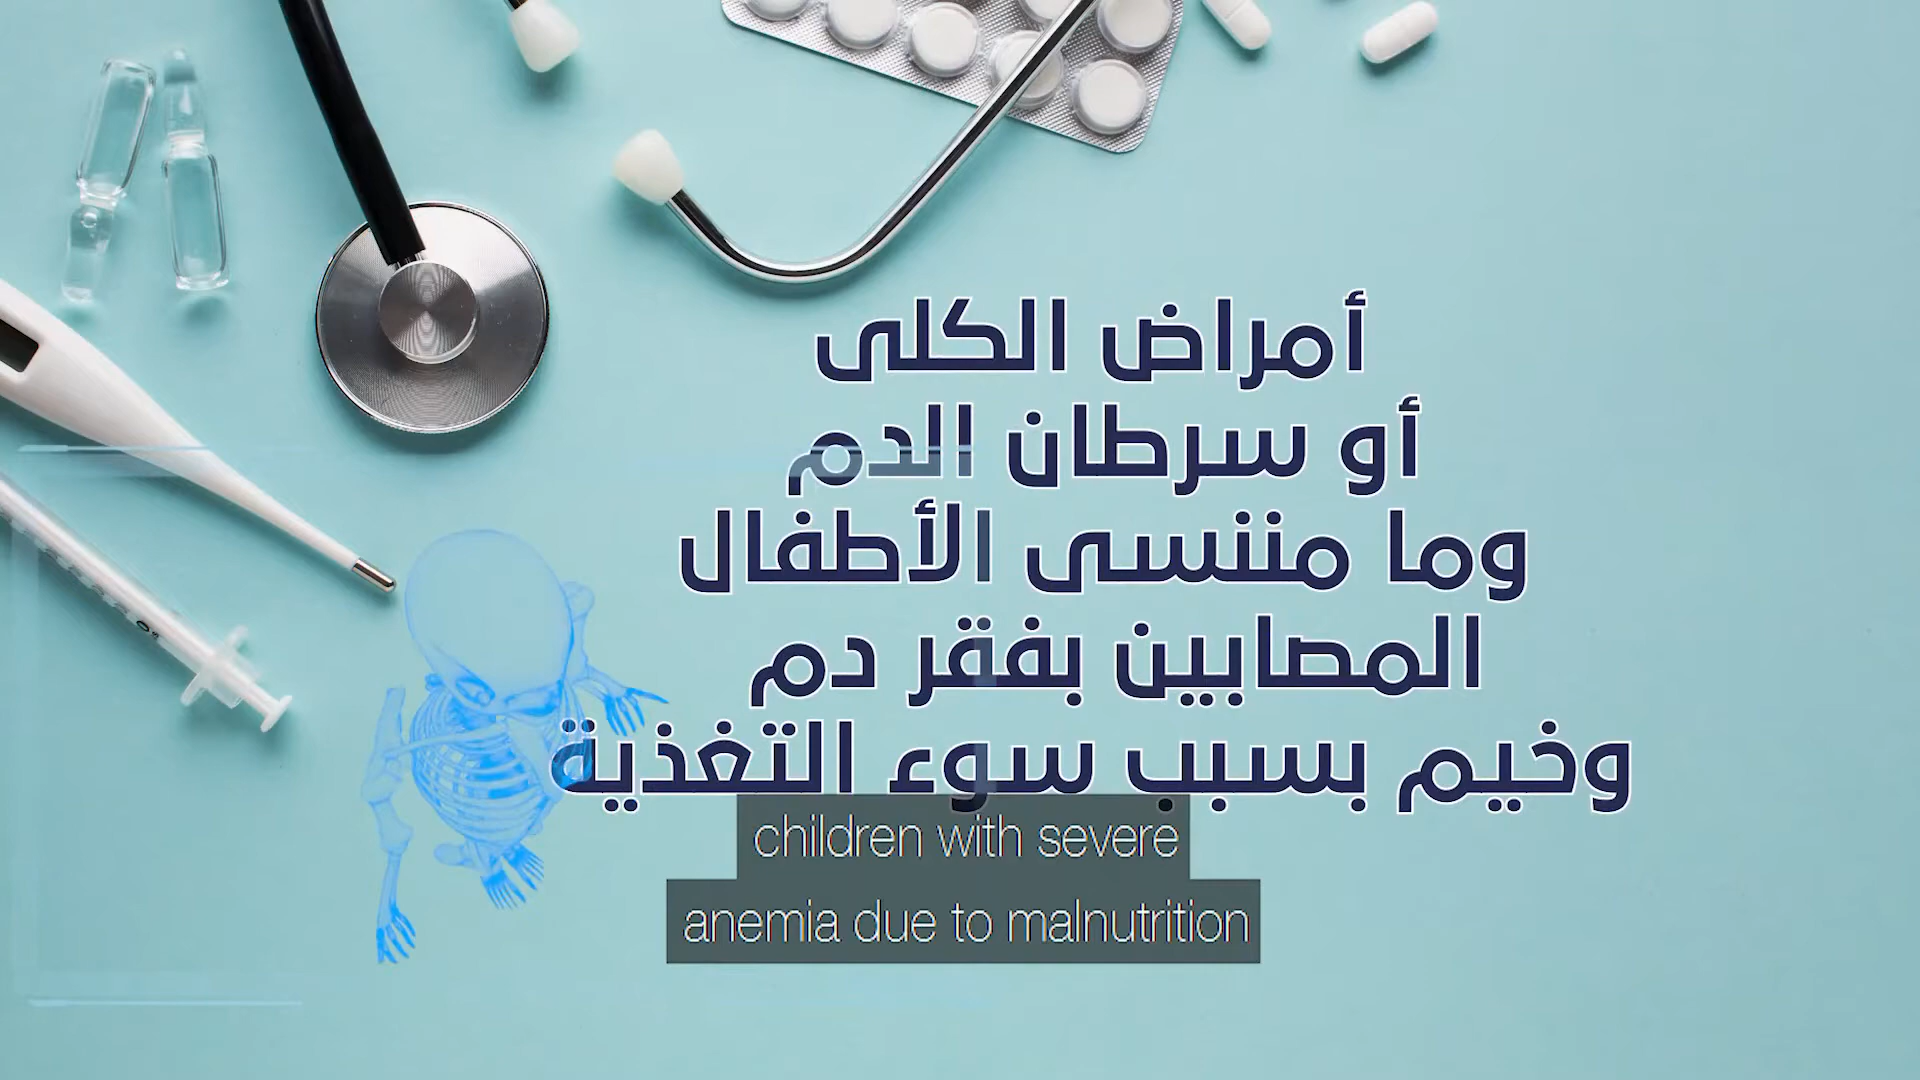 أمراض الكلى
أو سرطان الدم
وما مننسى الأطفال
المصابين بفقر دم
وخيم بسبب سوء التغذية
children with severe
anemia due to malnutrition